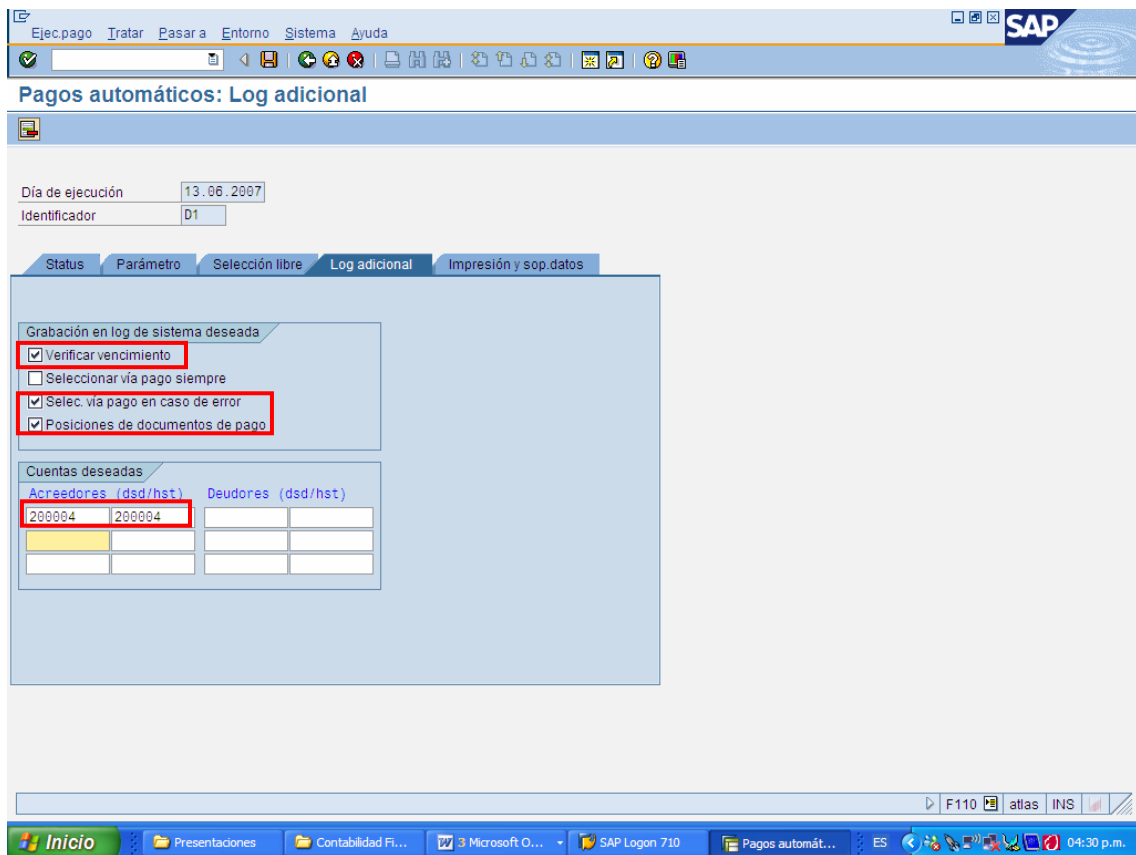 Ejec.pago Tratar Pasar a Entorno Sistema Ayuda
SAP
Pagos automáticos: Log adicional
Día de ejecución 13.06.2007
Identificador D1
Status Parámetro Selección libre Log adicional Impresión y sop.datos
Grabación en log de sistema deseada
Verificar vencimiento
Seleccionar vía pago siempre
Selec. vía pago en caso de error
Posiciones de documentos de pago
Cuentas deseadas
Acreedores (dsd/hst) Deudores (dsd/hst)
200004 200004
F110 atlas INS
Inicio Presentaciones Contabilidad Fi... 3 Microsoft O... SAP Logon 710 Pagos automát... ES 04:30 p.m.